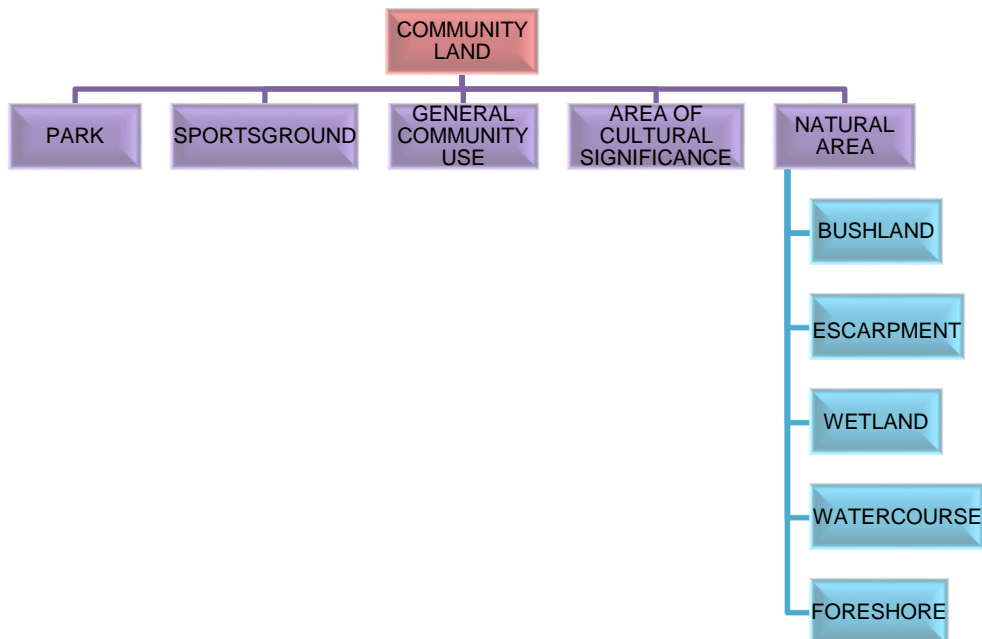 COMMUNITY
LAND
PARK
SPORTSGROUND
GENERAL
COMMUNITY
USE
AREA OF
CULTURAL
SIGNIFICANCE
NATURAL
AREA
BUSHLAND
ESCARPMENT
WETLAND
WATERCOURSE
FORESHORE